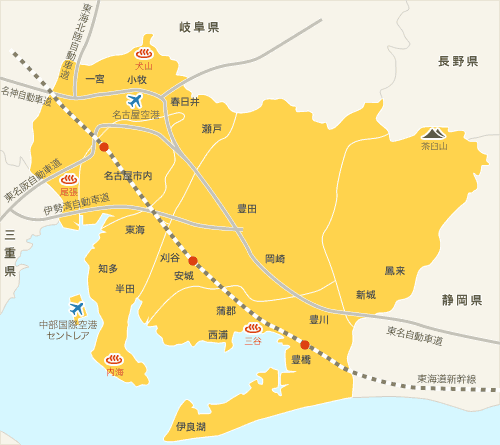 岐阜県
東海北陸自動車道
長野県
犬山
一宮
小牧
名神自動車道
春日井
名古屋空港
瀬戸
茶臼山
東名阪自動車道
名古屋市内
尾張
伊勢湾自動車道
豊田
東海
三重県
刈谷
岡崎
知多
安城
鳳来
半田
新城
静岡県
蒲郡
中部国際空港
セントレア
豊川
西浦
三谷
東名自動車道
豊橋
内海
東海道新幹線
伊良湖